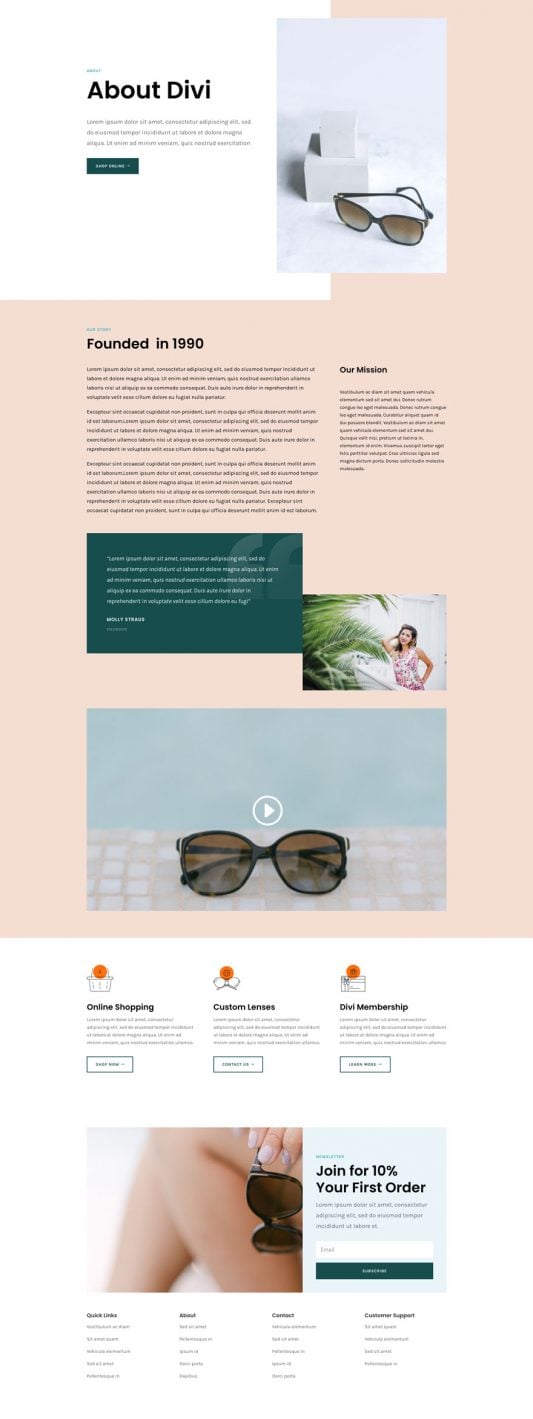 ABOUT
About Divi
Lorem ipsum dolor sit amet, consectetur adipiscing elit, sed
do eiusmod tempor incididunt ut labore et dolore magna
aliqua. Ut enim ad minim veniam, quis nostrud exercitation
SHOP ONLINE →
OUR STORY
Founded in 1990
Lorem ipsum dolor sit amet, consectetur adipiscing elit, sed do eiusmod tempor incididunt ut
labore et dolore magna aliqua. Ut enim ad minim veniam, quis nostrud exercitation ullamco
laboris nisi ut aliquip ex ea commodo consequat. Duis aute irure dolor in reprehenderit in
voluptate velit esse cillum dolore eu fugiat nulla pariatur.
Excepteur sint occaecat cupidatat non proident, sunt in culpa qui officia deserunt mollit anim
id est laborum.Lorem ipsum dolor sit amet, consectetur adipiscing elit, sed do eiusmod tempor
incididunt ut labore et dolore magna aliqua. Ut enim ad minim veniam, quis nostrud
exercitation ullamco laboris nisi ut aliquip ex ea commodo consequat. Duis aute irure dolor in
reprehenderit in voluptate velit esse cillum dolore eu fugiat nulla pariatur.
Excepteur sint occaecat cupidatat non proident, sunt in culpa qui officia deserunt mollit anim
id est laborum.Lorem ipsum dolor sit amet, consectetur adipiscing elit, sed do eiusmod tempor
incididunt ut labore et dolore magna aliqua. Ut enim ad minim veniam, quis nostrud
exercitation ullamco laboris nisi ut aliquip ex ea commodo consequat. Duis aute irure dolor in
reprehenderit in voluptate velit esse cillum dolore eu fugiat nulla pariatur. Excepteur sint
occaecat cupidatat non proident, sunt in culpa qui officia deserunt mollit anim id est laborum.
Our Mission
Vestibulum ac diam sit amet quam vehicula
elementum sed sit amet dui. Donec rutrum
congue leo eget malesuada. Curabitur aliquet quam id
dui posuere blandit. Vestibulum ac diam sit amet
quam vehicula elementum sed sit amet dui.
Quisque velit nisi, pretium ut lacinia in,
elementum id enim. Vivamus suscipit tortor eget
felis porttitor volutpat. Cras ultricies ligula sed
magna dictum porta. Donec sollicitudin molestie
malesuada.
"Lorem ipsum dolor sit amet, consectetur adipiscing elit, sed do
eiusmod tempor incididunt ut labore et dolore magna aliqua. Ut enim
ad minim veniam, quis nostrud exercitation ullamco laboris nisi ut
aliquip ex ea commodo consequat. Duis aute irure dolor in
reprehenderit in voluptate velit esse cillum dolore eu fugi"
MOLLY STRAUS
FOUNDER
Online Shopping
Lorem ipsum dolor sit amet, consectetur
adipiscing elit, sed do eiusmod tempor incididunt
ut labore et dolore magna aliqua. Ut enim ad
minim veniam, quis nostrud exercitation ullamco.
SHOP NOW →
Custom Lenses
Lorem ipsum dolor sit amet, consectetur
adipiscing elit, sed do eiusmod tempor incididunt
ut labore et dolore magna aliqua. Ut enim ad
minim veniam, quis nostrud exercitation ullamco.
CONTACT US →
Divi Membership
Lorem ipsum dolor sit amet, consectetur
adipiscing elit, sed do eiusmod tempor incididunt
ut labore et dolore magna aliqua. Ut enim ad
minim veniam, quis nostrud exercitation ullamco.
LEARN MORE →
NEWSLETTER
Join for 10%
Your First Order
Lorem ipsum dolor sit amet, consectetur
adipiscing elit, sed do eiusmod tempor
ut labore et.
Email
SUBSCRIBE
Quick Links
Vestibulum ac diam
Sit amet quam
Vehicula elementum
Sed sit amet
Pellentesque in
About
Sed sit amet
Pellentesque in
Ipsum id
Orci porta
Dapibus
Contact
Vehicula elementum
Sed sit amet
Pellentesque in
Ipsum id
Orci porta
Customer Support
Sit amet quam
Vehicula elementum
Sed sit amet
Pellentesque in